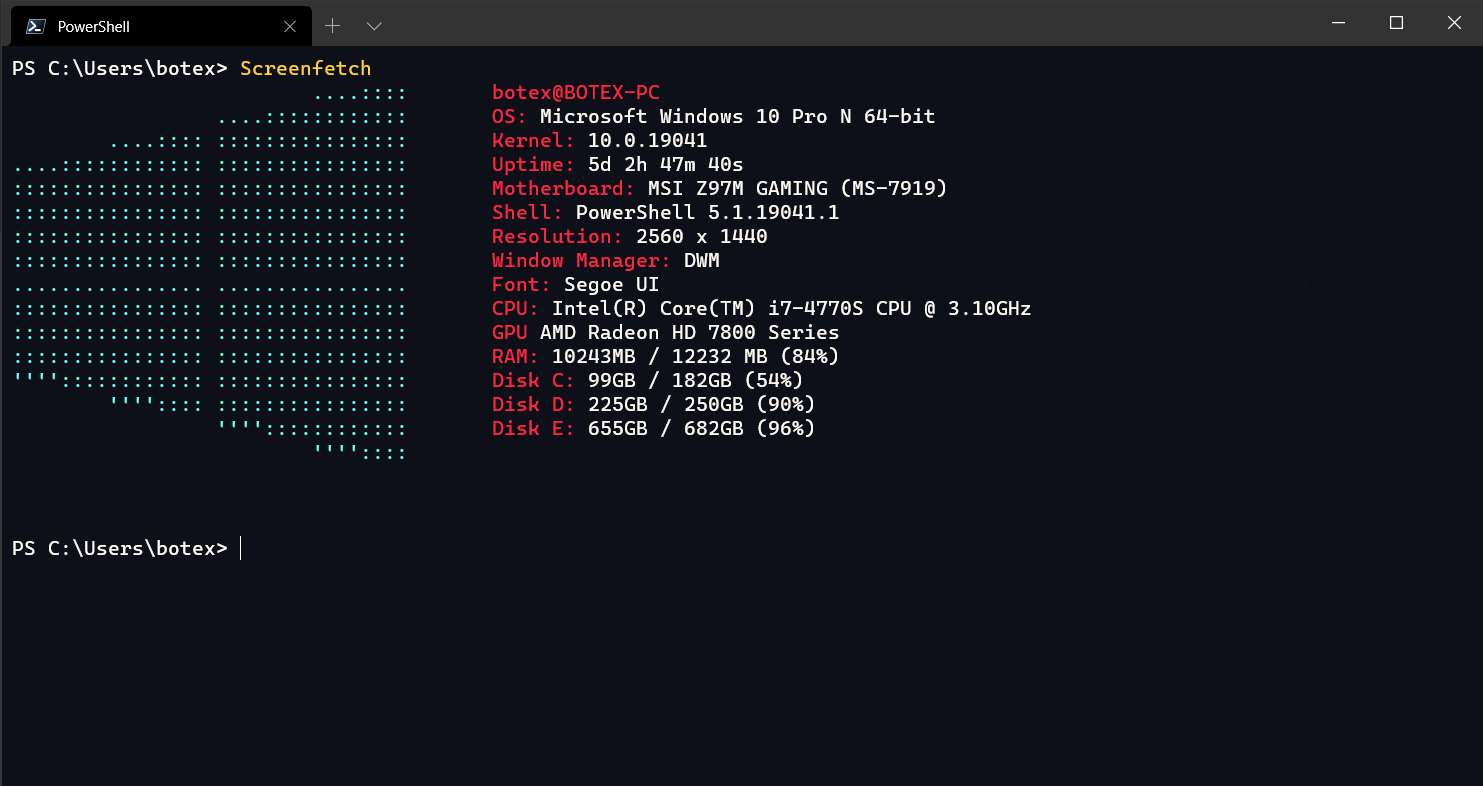 PowerShell
PS C:\Users\botex> Screenfetch
botex@BOTEX-PC
OS: Microsoft Windows 10 Pro N 64-bit
Kernel: 10.0.19041
Uptime: 5d 2h 47m 40s
Motherboard: MSI Z97M GAMING (MS-7919)
Shell: PowerShell 5.1.19041.1
Resolution: 2560 x 1440
Window Manager: DWM
Font: Segoe UI
CPU: Intel(R) Core(TM) i7-4770S CPU @ 3.10GHz
GPU AMD Radeon HD 7800 Series
RAM: 10243MB / 12232 MB (84%)
Disk C: 99GB / 182GB (54%)
Disk D: 225GB / 250GB (90%)
Disk E: 655GB / 682GB (96%)
PS C:\Users\botex>